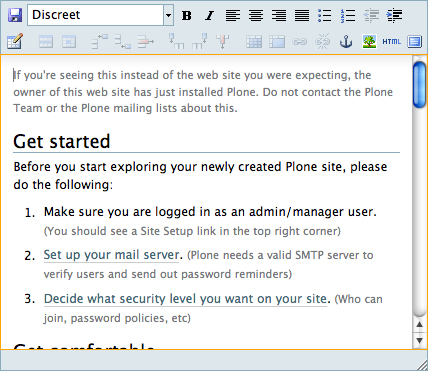 Discreet
B I
HTML
If you're seeing this instead of the web site you were expecting, the
owner of this web site has just installed Plone. Do not contact the Plone
Team or the Plone mailing lists about this.
Get started
Before you start exploring your newly created Plone site, please
do the following:
1. Make sure you are logged in as an admin/manager user.
(You should see a Site Setup link in the top right corner)
2. Set up your mail server. (Plone needs a valid SMTP server to
verify users and send out password reminders)
3. Decide what security level you want on your site. (Who can
join, password policies, etc)
Get comfortable